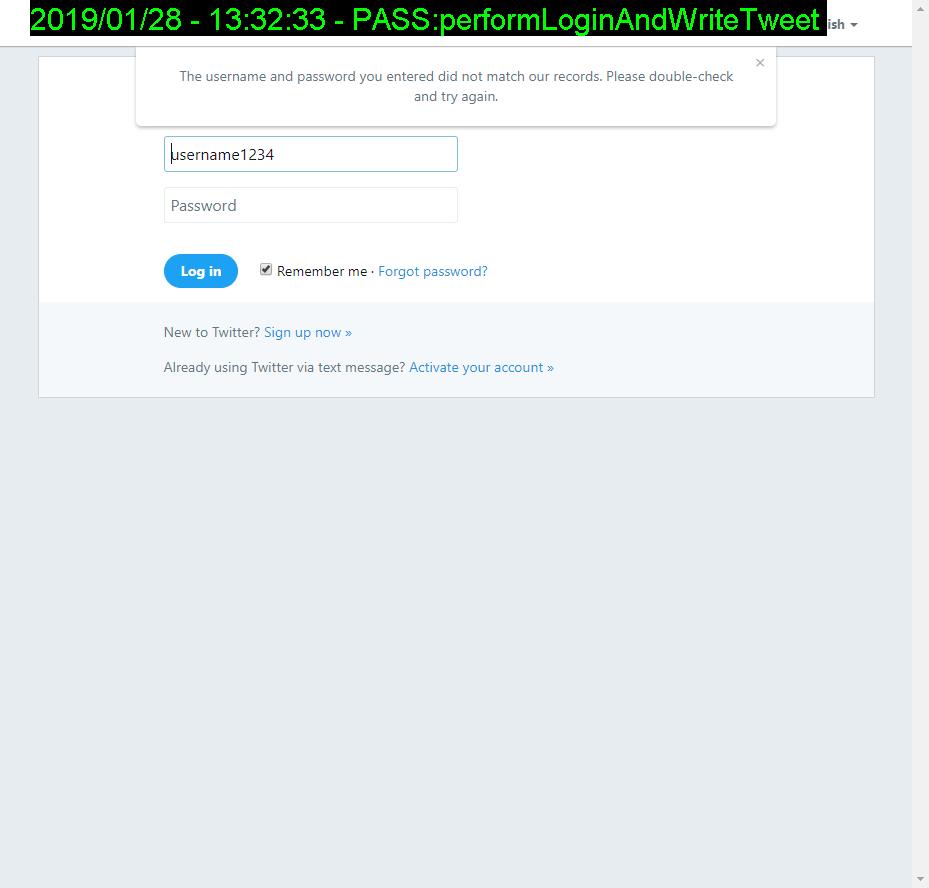 2019/01/28 - 13:32:33 - PASS:performLoginAndWriteTweet
ish
The username and password you entered did not match our records. Please double-check
and try again.
×
username1234
Password
Log in
Remember me · Forgot password?
New to Twitter? Sign up now »
Already using Twitter via text message? Activate your account »